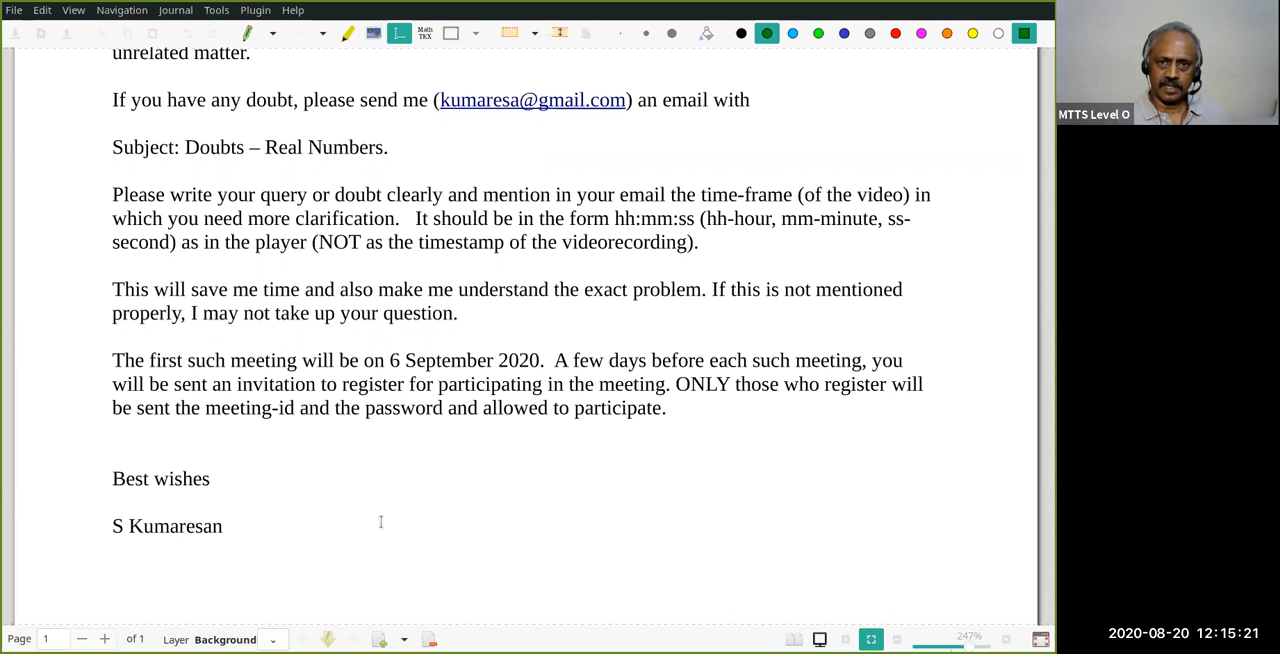 File Edit View Navigate Journal Tools Plugin Help
Math
TEX
unrelated matter.
If you have any doubt, please send me (kumaresa@gmail.com) an email with
Subject: Doubts – Real Numbers.
Please write your query or doubt clearly and mention in your email the time-frame (of the video) in
which you need more clarification. It should be in the form hh:mm:ss (hh-hour, mm-minute, ss-
second) as in the player (NOT as the timestamp of the videorecording).
This will save me time and also make me understand the exact problem. If this is not mentioned
properly, I may not take up your question.
The first such meeting will be on 6 September 2020. A few days before each such meeting, you
will be sent an invitation to register for participating in the meeting. ONLY those who register will
be sent the meeting-id and the password and allowed to participate.
Best wishes
S Kumaresan
MTTS Level O
Page 1 of 1 Layer Background 247%
2020-08-20 12:15:21